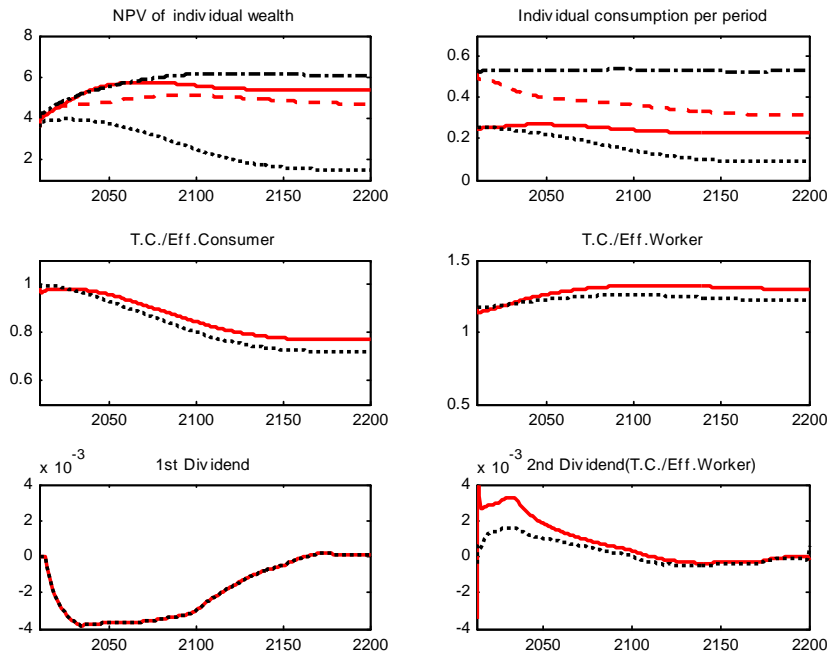 NPV of individual wealth
Individual consumption per period
8
6
4
2
2050 2100 2150 2200
0.6
0.4
0.2
0
2050 2100 2150 2200
T.C./Eff.Consumer
T.C./Eff.Worker
1
0.8
0.6
2050 2100 2150 2200
1.5
1
0.5
2050 2100 2150 2200
x 10^-3
1st Dividend
x 10^-3
2nd Dividend(T.C./Eff.Worker)
4
2
0
-2
-4
2050 2100 2150 2200
4
2
0
-2
-4
2050 2100 2150 2200